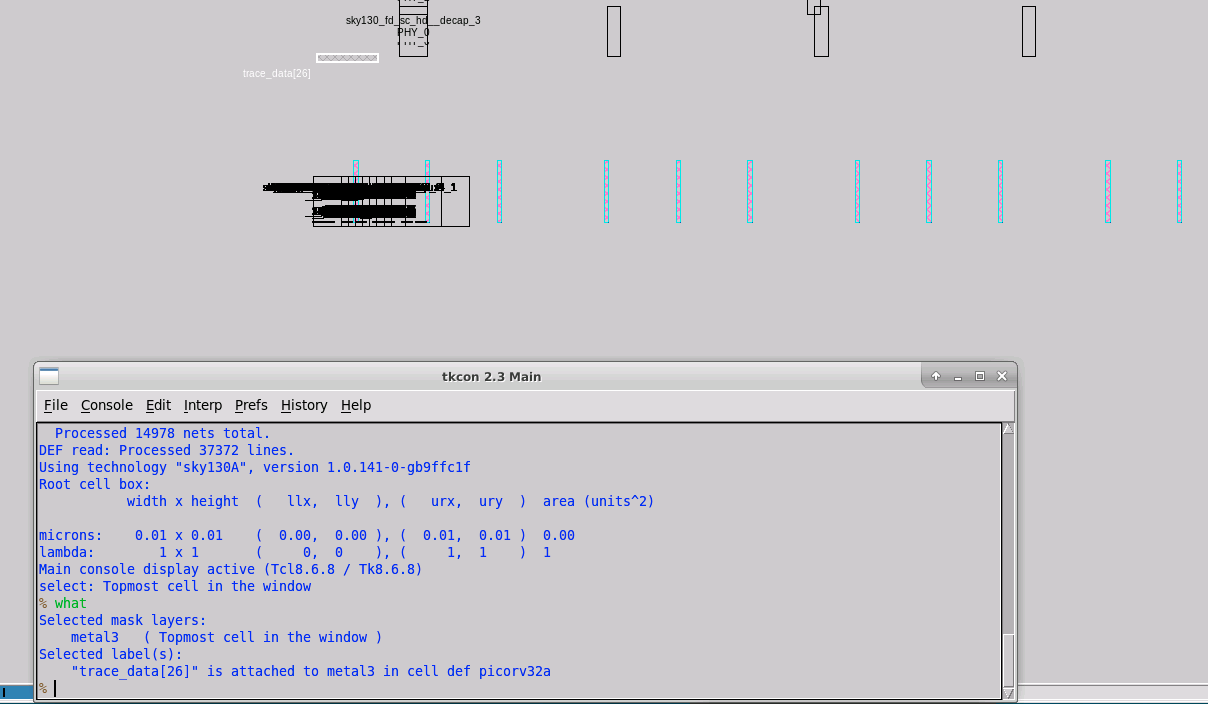 sky130_fd_sc_hd__decap_3
PHY_0
trace_data[26]
tkcon 2.3 Main
File Console Edit Interp Prefs History Help
Processed 14978 nets total.
DEF read: Processed 37372 lines.
Using technology "sky130A", version 1.0.141-0-gb9ffc1f
Root cell box:
width x height ( llx, lly ), ( urx, ury ) area (units^2)
microns: 0.01 x 0.01 ( 0.00, 0.00 ), ( 0.01, 0.01 ) 0.00
lambda: 1 x 1 ( 0, 0 ), ( 1, 1 ) 1
Main console display active (Tcl8.6.8 / Tk8.6.8)
select: Topmost cell in the window
% what
Selected mask layers:
metal3 ( Topmost cell in the window )
Selected label(s):
"trace_data[26]" is attached to metal3 in cell def picorv32a
%